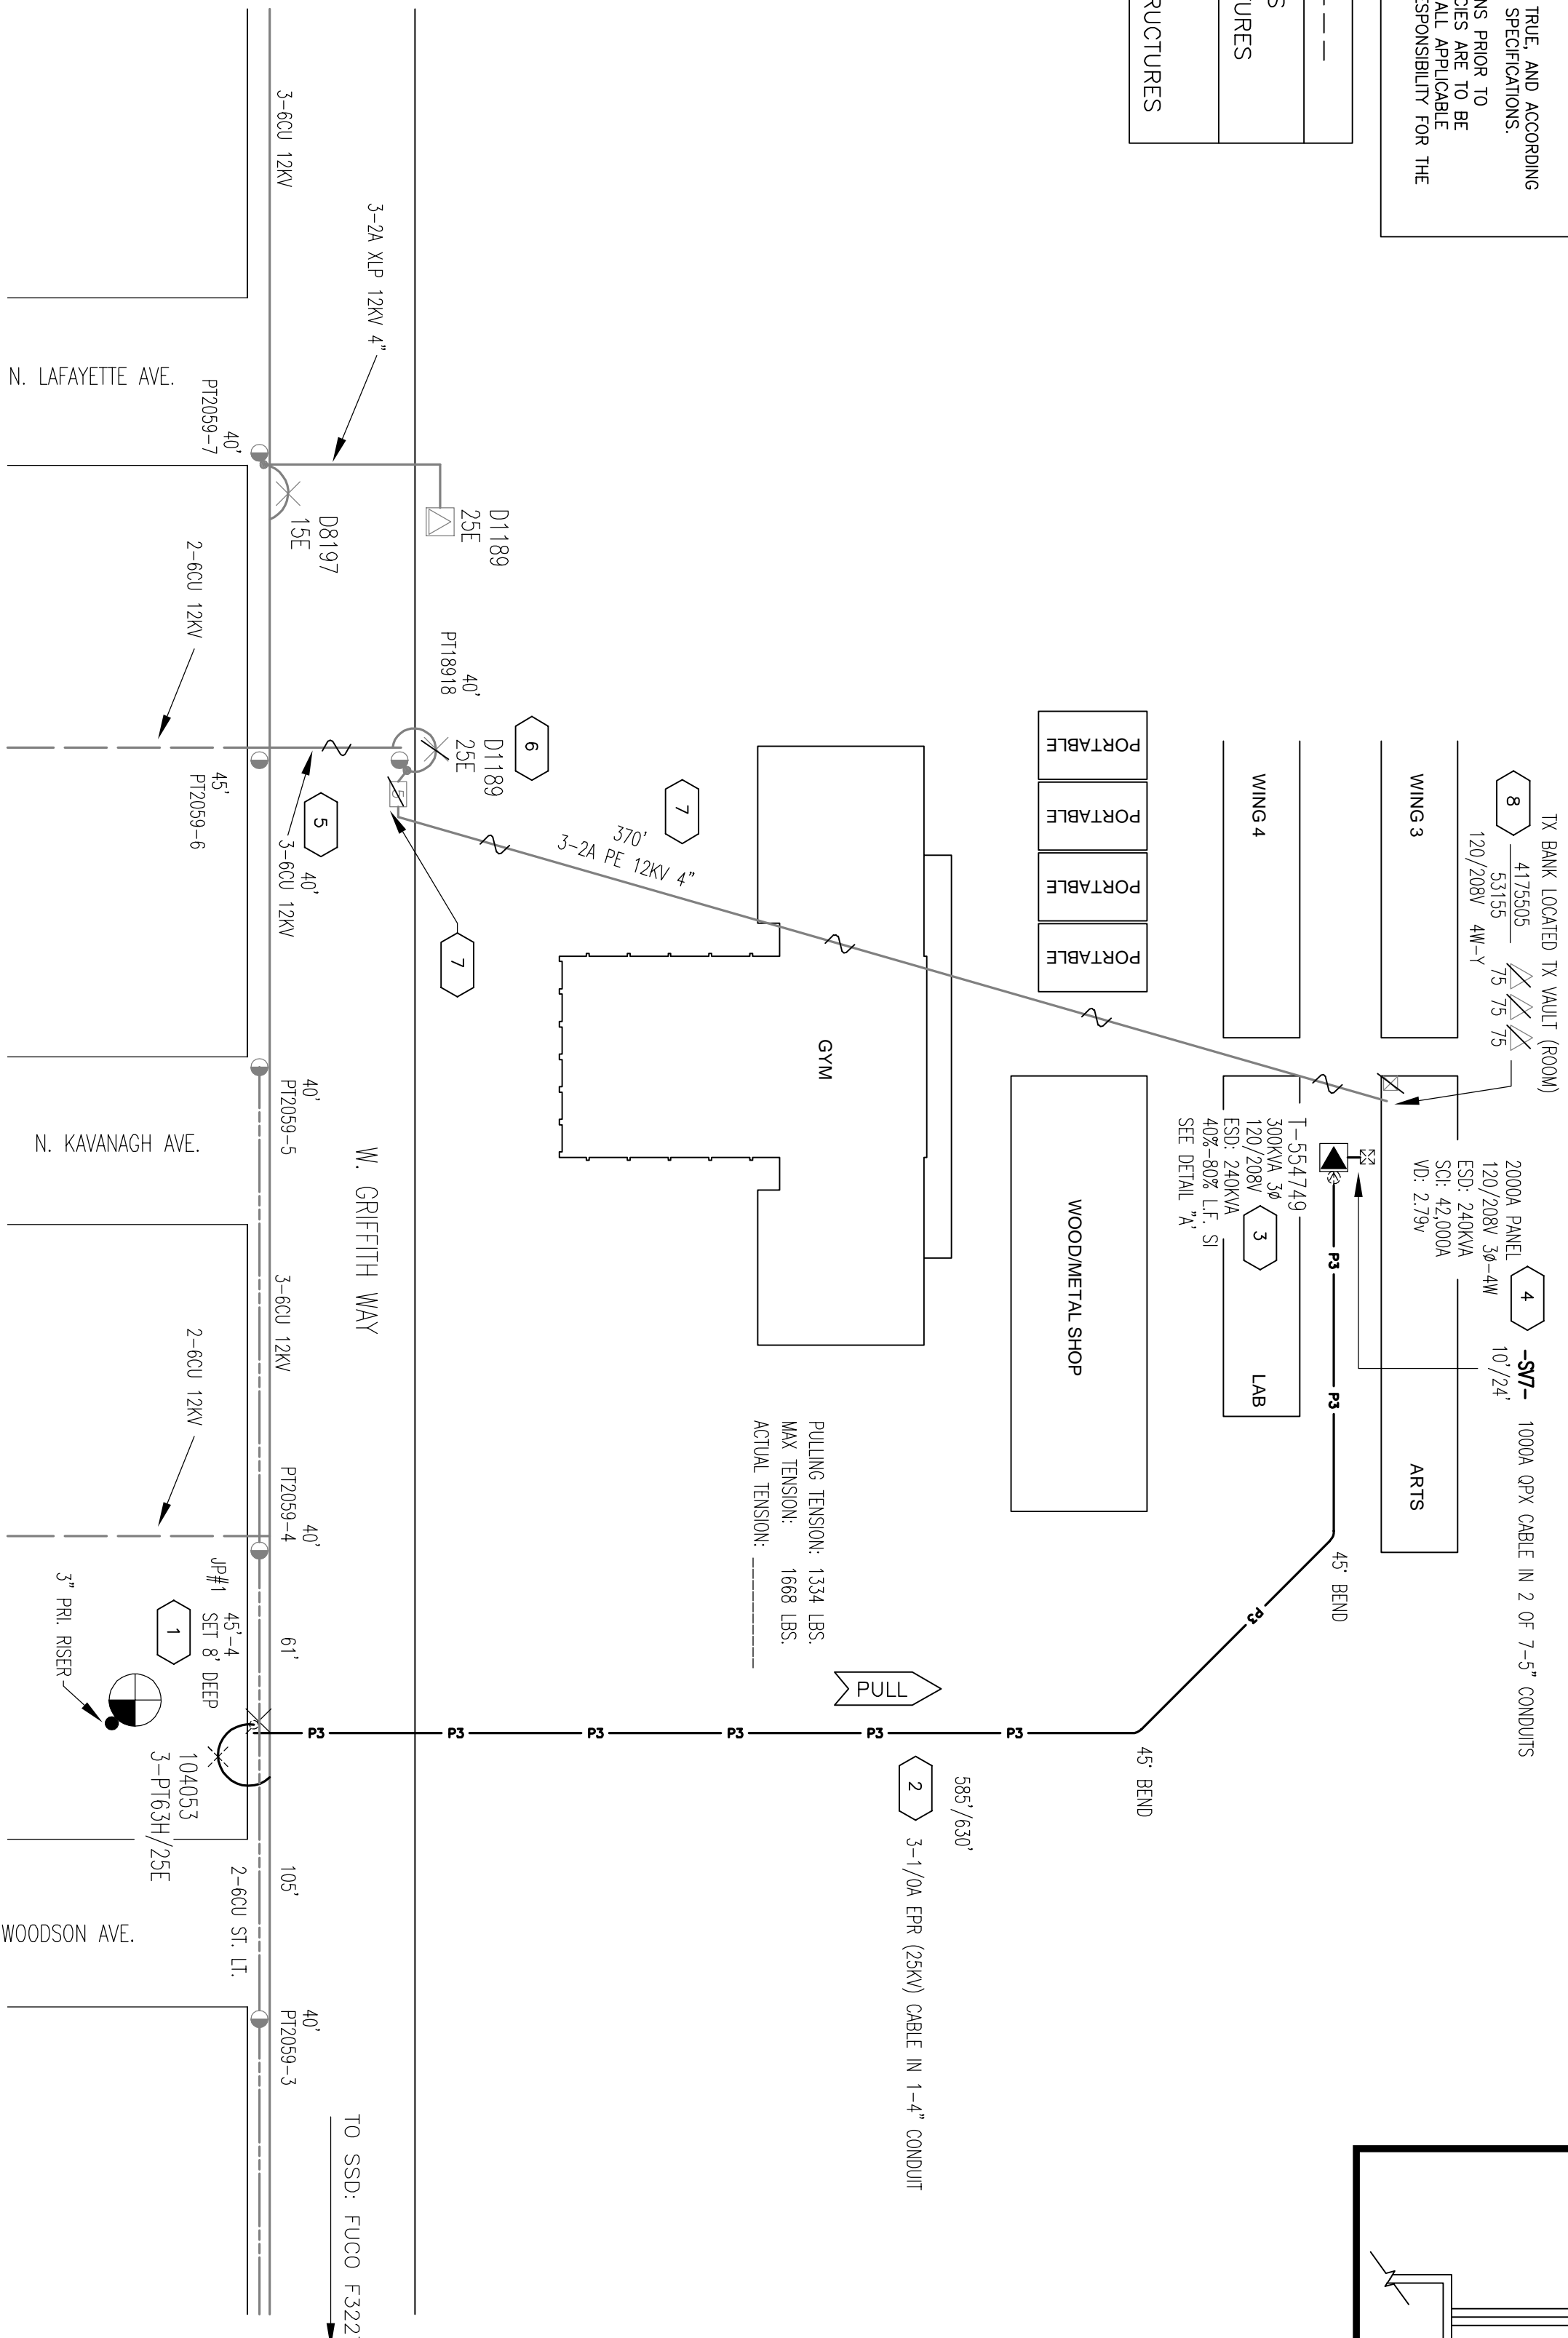 TRUE, AND ACCORDING
SPECIFICATIONS.
NS PRIOR TO
CIES ARE TO BE
ALL APPLICABLE
ESPONSIBILITY FOR THE
S
TURES
RUCTURES
TX BANK LOCATED TX VAULT (ROOM)
8
4175505
53155
75 75 75
120/208V 4W-Y
WING 3
WING 4
PORTABLE
PORTABLE
PORTABLE
PORTABLE
2000A PANEL
120/208V 3Ø-4W
ESD: 240KVA
SCI: 42,000A
VD: 2.79v
4
-SV7-
10'/24'
1000A QPX CABLE IN 2 OF 7-5" CONDUITS
ARTS
T-554749
300KVA 3Ø
120/208V
ESD: 240KVA
40%-80% L.F. SI
SEE DETAIL "A"
3
LAB
P3
P3
P3
45° BEND
45° BEND
WOOD/METAL SHOP
GYM
PULLING TENSION: 1334 LBS.
MAX TENSION: 1668 LBS.
ACTUAL TENSION:
PULL
585'/630'
2
3-1/0A EPR (25KV) CABLE IN 1-4" CONDUIT
P3
P3
P3
P3
P3
P3
7
370'
3-2A PE 12KV 4"
6
40'
PT18918
D1189
25E
5
7
D1189
25E
3-2A XLP 12KV 4"
3-6CU 12KV
40'
PT2059-7
D8197
15E
N. LAFAYETTE AVE.
2-6CU 12KV
45'
PT2059-6
5
40'
3-6CU 12KV
40'
PT2059-5
N. KAVANAGH AVE.
W. GRIFFITH WAY
3-6CU 12KV
2-6CU 12KV
40'
PT2059-4
61'
JP#1
45'-4
SET 8' DEEP
1
3" PRI. RISER
104053
3-PT63H/25E
105'
2-6CU ST. LT.
WOODSON AVE.
40'
PT2059-3
TO SSD: FUCO F322